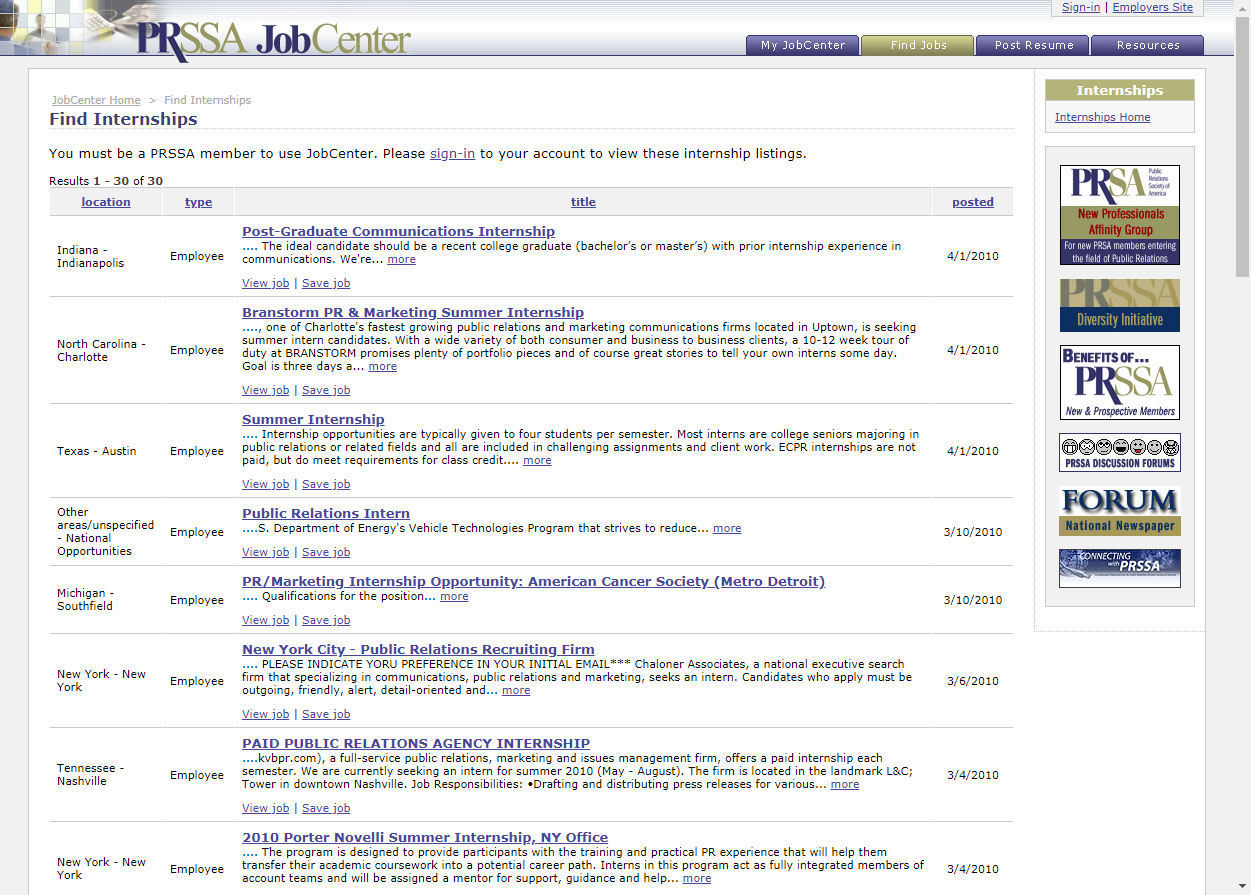 Sign-in | Employers Site
PRSSA JobCenter
My JobCenter
Find Jobs
Post Resume
Resources
JobCenter Home > Find Internships
Find Internships
You must be a PRSSA member to use JobCenter. Please sign-in to your account to view these internship listings.
Results 1 - 30 of 30
location type title posted
Indiana -
Indianapolis
Employee
Post-Graduate Communications Internship
.... The ideal candidate should be a recent college graduate (bachelor´s or master´s) with prior internship experience in
communications. We're... more
View job | Save job
4/1/2010
North Carolina -
Charlotte
Employee
Branstorm PR & Marketing Summer Internship
...., one of Charlotte's fastest growing public relations and marketing communications firms located in Uptown, is seeking
summer intern candidates. With a wide variety of both consumer and business to business clients, a 10-12 week tour of
duty at BRANSTORM promises plenty of portfolio pieces and of course great stories to tell your own interns some day.
Goal is three days a... more
View job | Save job
4/1/2010
Texas - Austin
Employee
Summer Internship
.... Internship opportunities are typically given to four students per semester. Most interns are college seniors majoring in
public relations or related fields and all are included in challenging assignments and client work. ECPR internships are not
paid, but do meet requirements for class credit.... more
View job | Save job
4/1/2010
Other
areas/unspecified
- National
Opportunities
Employee
Public Relations Intern
....S. Department of Energy's Vehicle Technologies Program that strives to reduce... more
View job | Save job
3/10/2010
Michigan -
Southfield
Employee
PR/Marketing Internship Opportunity: American Cancer Society (Metro Detroit)
.... Qualifications for the position... more
View job | Save job
3/10/2010
New York - New
York
Employee
New York City - Public Relations Recruiting Firm
.... PLEASE INDICATE YORU PREFERENCE IN YOUR INITIAL EMAIL*** Chaloner Associates, a national executive search
firm that specializing in communications, public relations and marketing, seeks an intern. Candidates who apply must be
outgoing, friendly, alert, detail-oriented and... more
View job | Save job
3/6/2010
Tennessee -
Nashville
Employee
PAID PUBLIC RELATIONS AGENCY INTERNSHIP
....kvbpr.com), a full-service public relations, marketing and issues management firm, offers a paid internship each
semester. We are currently seeking an intern for summer 2010 (May - August). The firm is located in the landmark L&C;
Tower in downtown Nashville. Job Responsibilities: •Drafting and distributing press releases for various... more
View job | Save job
3/4/2010
New York - New
York
Employee
2010 Porter Novelli Summer Internship, NY Office
.... The program is designed to provide participants with the training and practical PR experience that will help them
transfer their academic coursework into a potential career path. Interns in this program act as fully integrated members of
account teams and will be assigned a mentor for support, guidance and help... more
3/4/2010
Internships
Internships Home
PRSA
Public
Relations
Society of
America
New Professionals
Affinity Group
For new PRSA members entering
the field of Public Relations
PRSSA
Diversity Initiative
BENEFITS OF...
PRSSA
New & Prospective Members
PRSSA DISCUSSION FORUMS
FORUM
National Newspaper
CONNECTING
with PRSSA